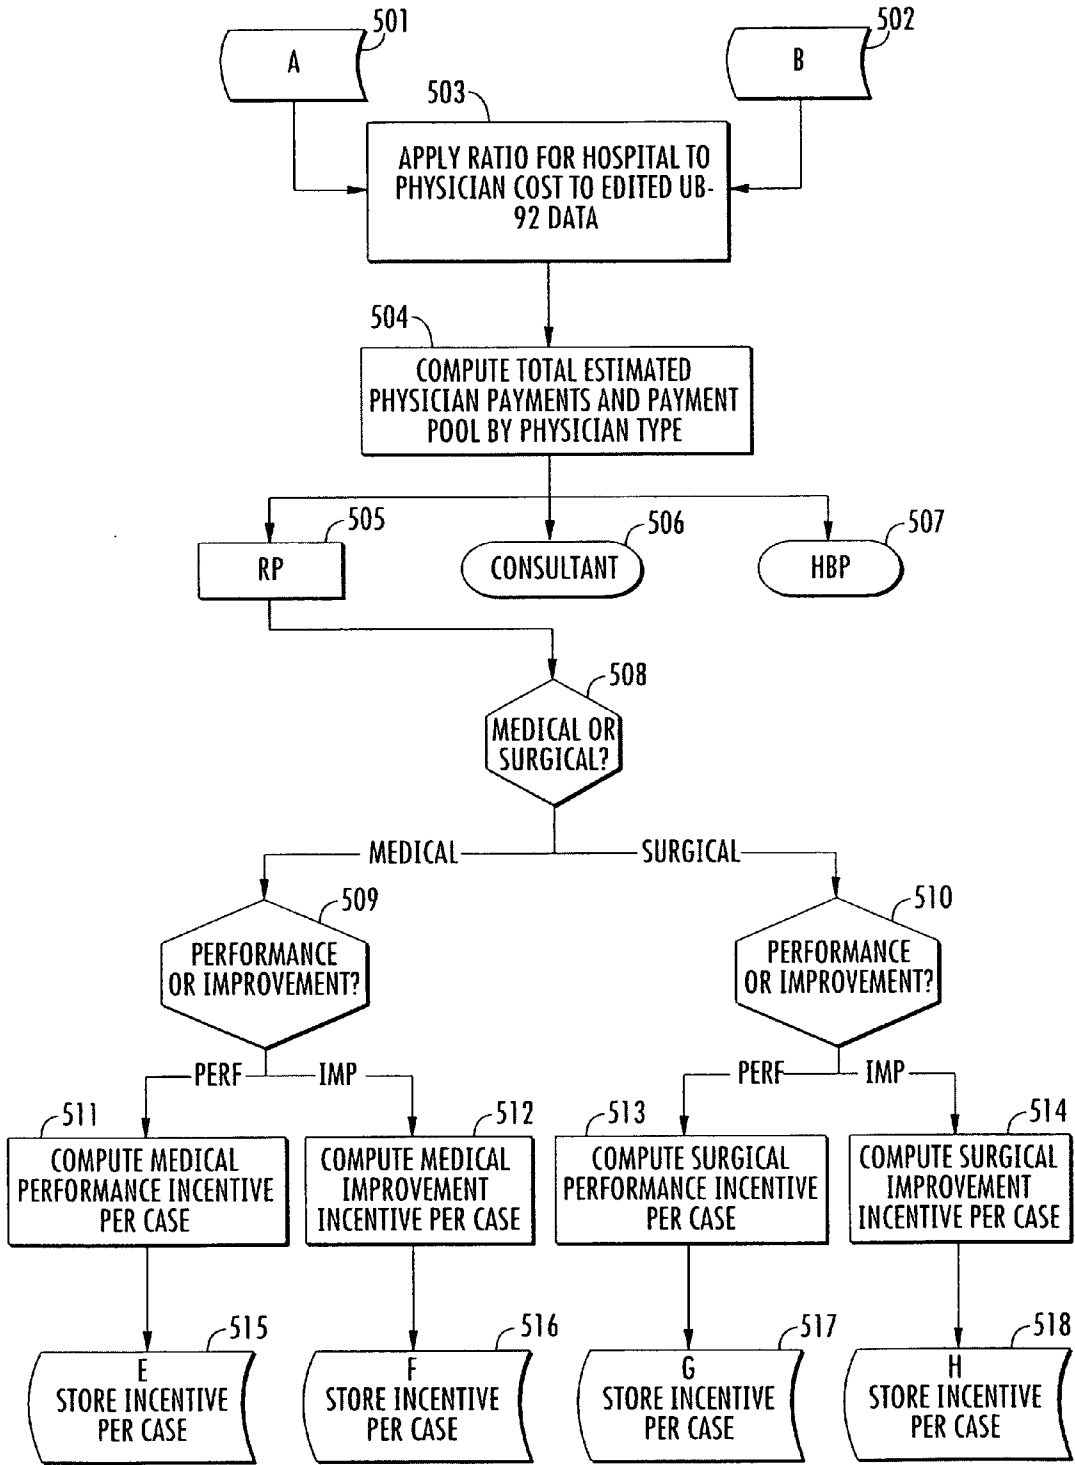 501
A
502
B
503
APPLY RATIO FOR HOSPITAL TO
PHYSICIAN COST TO EDITED UB-
92 DATA
504
COMPUTE TOTAL ESTIMATED
PHYSICIAN PAYMENTS AND PAYMENT
POOL BY PHYSICIAN TYPE
505
RP
506
CONSULTANT
507
HBP
508
MEDICAL OR
SURGICAL?
MEDICAL
SURGICAL
509
PERFORMANCE
OR IMPROVEMENT?
510
PERFORMANCE
OR IMPROVEMENT?
PERF
IMP
PERF
IMP
511
COMPUTE MEDICAL
PERFORMANCE INCENTIVE
PER CASE
512
COMPUTE MEDICAL
IMPROVEMENT
INCENTIVE PER CASE
513
COMPUTE SURGICAL
PERFORMANCE INCENTIVE
PER CASE
514
COMPUTE SURGICAL
IMPROVEMENT
INCENTIVE PER CASE
515
E
STORE INCENTIVE
PER CASE
516
F
STORE INCENTIVE
PER CASE
517
G
STORE INCENTIVE
PER CASE
518
H
STORE INCENTIVE
PER CASE